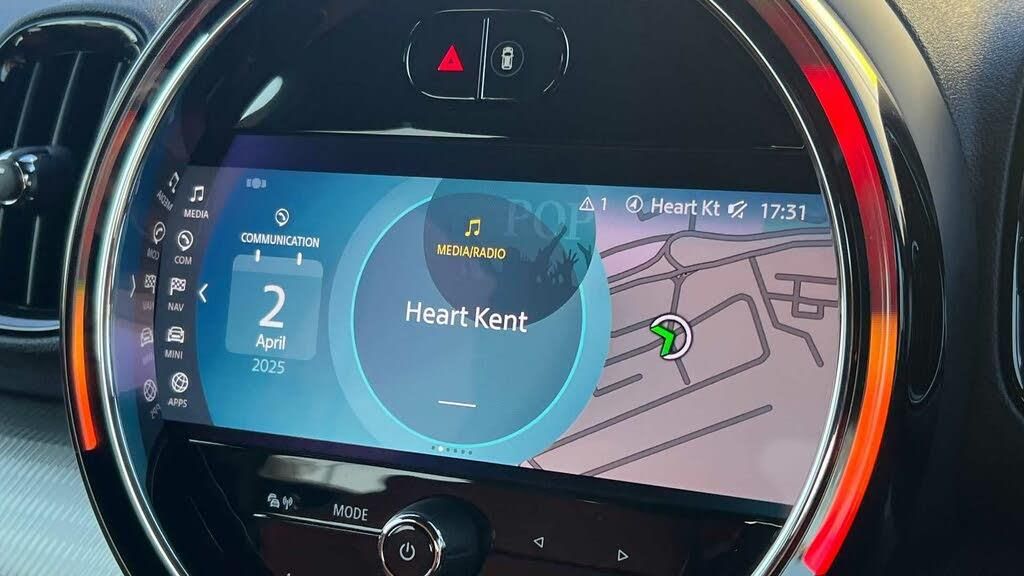 POP
1 Heart Kt 17:31
MEDIA
COM
NAV
MINI
APPS
COMMUNICATION
2
April
2025
MEDIA/RADIO
Heart Kent
MODE